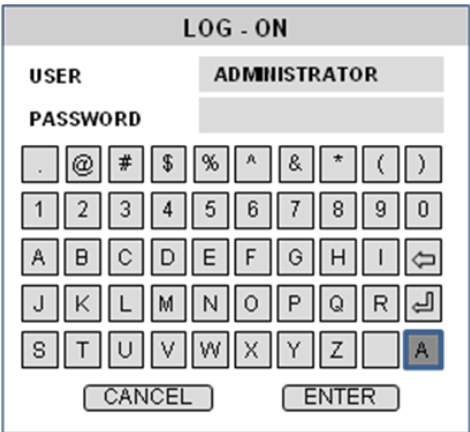 LOG - ON
USER ADMINISTRATOR
PASSWORD
. @ # $ % ^ & * ( )
1 2 3 4 5 6 7 8 9 0
A B C D E F G H I
J K L M N O P Q R
S T U V W X Y Z A
CANCEL ENTER